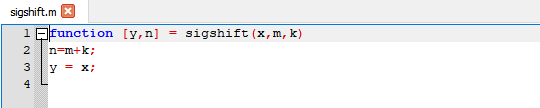 sigshift.m
1 function [y,n] = sigshift(x,m,k)
2 n=m+k;
3 y = x;
4